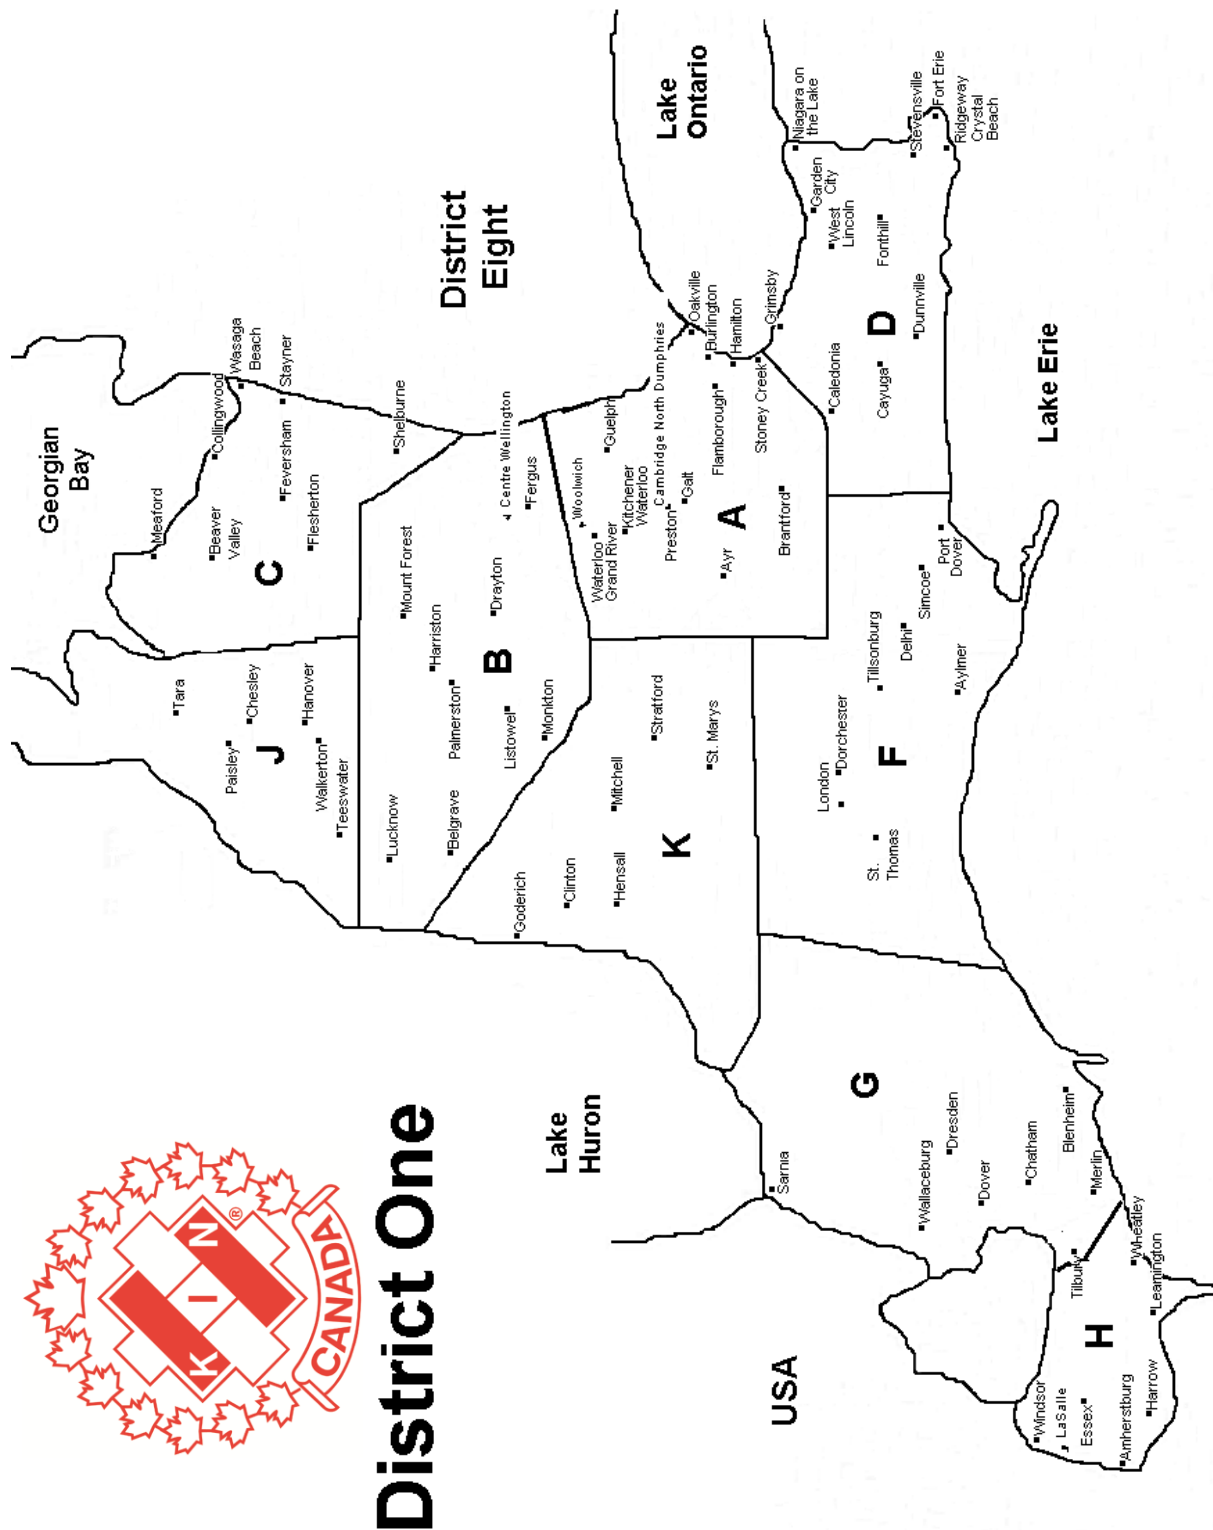 Georgian
Bay
Meaford
Collingwood
Wasaga
Beach
Beaver
Valley
Feversham
Stayner
Flesherton
Shelburne
C
Tara
Chesley
Paisley
Hanover
Walkerton
Teeswater
J
District
Eight
Mount Forest
Harriston
Centre Wellington
Fergus
Drayton
Palmerston
Listowel
Monkton
Lucknow
Belgrave
B
Lake
Ontario
Woolwich
Guelph
Waterloo
Grand River
Kitchener
Waterloo
Cambridge North Dumphries
Preston
Galt
Oakville
Burlington
Hamilton
Flamborough
Stoney Creek
Ayr
Brantford
A
Grimsby
Niagara on
the Lake
Garden
City
West
Lincoln
Fonthill
Stevensville
Fort Erie
Ridgeway
Crystal
Beach
Caledonia
Cayuga
Dunnville
D
Goderich
Clinton
Hensall
Mitchell
Stratford
St. Marys
K
London
Dorchester
St.
Thomas
Tillsonburg
Delhi
Simcoe
Port
Dover
Aylmer
F
Lake Erie
Lake
Huron
Sarnia
Wallaceburg
Dresden
Dover
Chatham
Blenheim
Merlin
G
Tilbury
Wheatley
Leamington
H
Windsor
LaSalle
Essex
Amherstburg
Harrow
USA
K I N
®
CANADA
District One